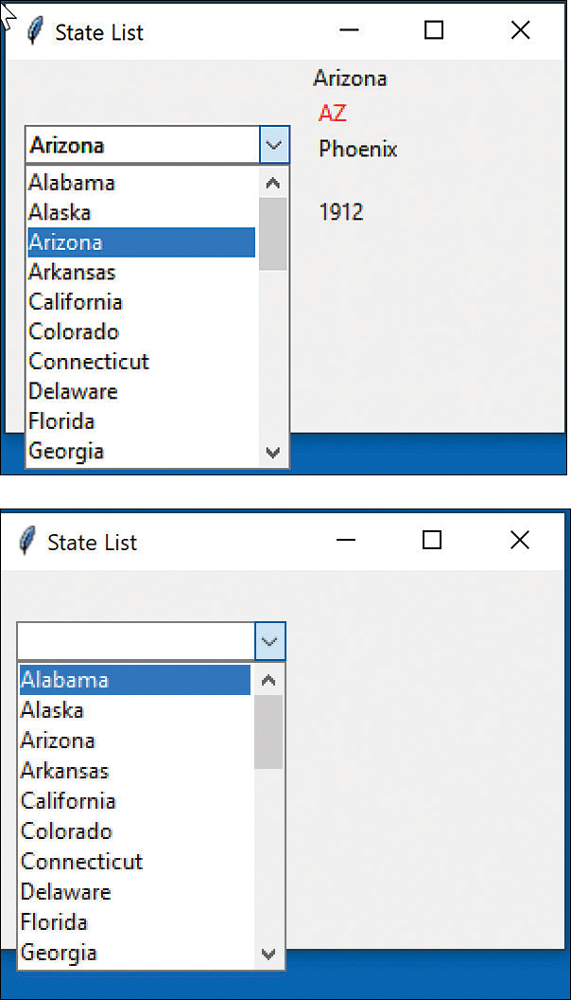 State List
Arizona
AZ
Arizona
Phoenix
Alabama
Alaska
1912
Arizona
Arkansas
California
Colorado
Connecticut
Delaware
Florida
Georgia
State List
Alabama
Alaska
Arizona
Arkansas
California
Colorado
Connecticut
Delaware
Florida
Georgia